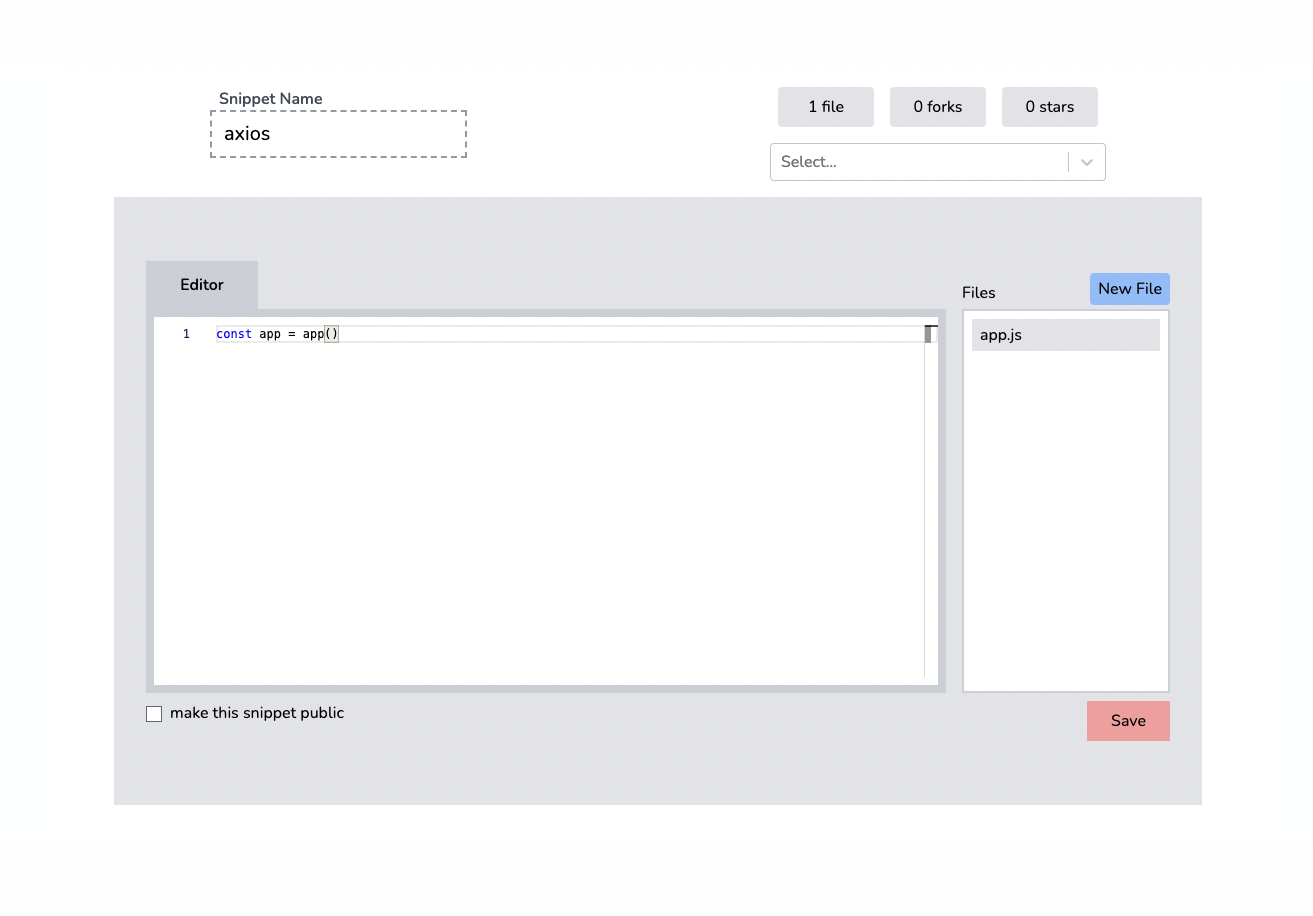 Snippet Name
axios
1 file
0 forks
0 stars
Select...
Editor
Files
New File
1 const app = app()
app.js
make this snippet public
Save